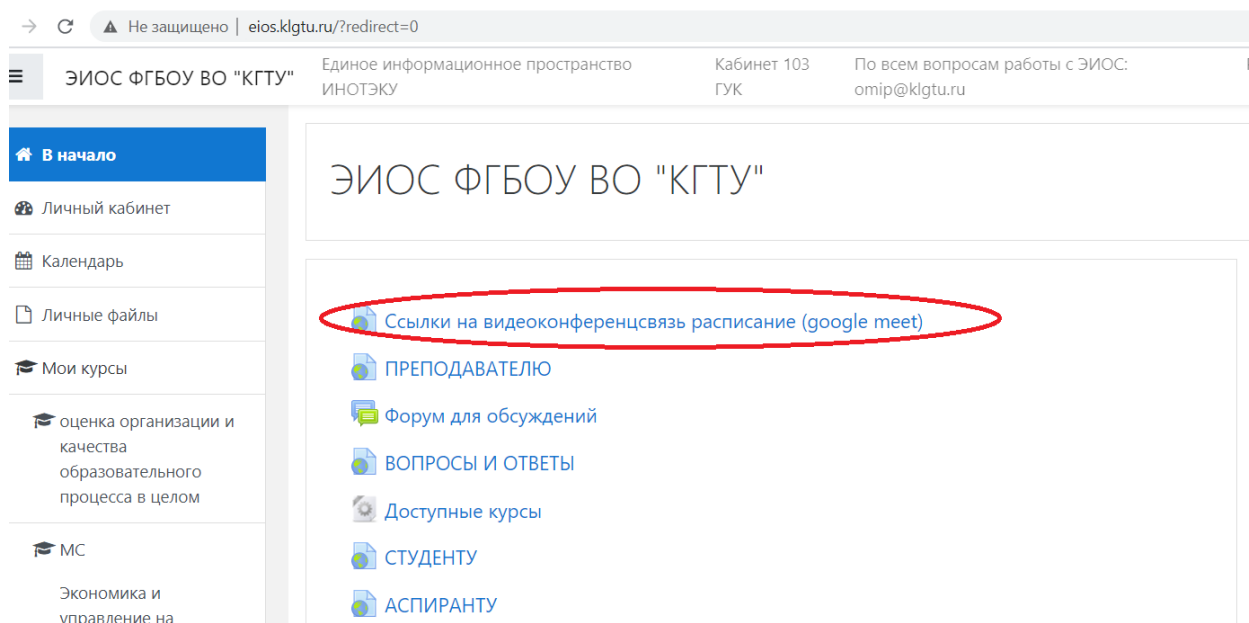 Не защищено | eios.klgtu.ru/?redirect=0
ЭИОС ФГБОУ ВО "КГТУ"
Единое информационное пространство
ИНОТЭКУ
Кабинет 103
ГУК
По всем вопросам работы с ЭИОС:
omip@klgtu.ru
В начало
Личный кабинет
Календарь
Личные файлы
Мои курсы
оценка организации и
качества
образовательного
процесса в целом
МС
Экономика и
управление на
ЭИОС ФГБОУ ВО "КГТУ"
Ссылки на видеоконференцсвязь расписание (google meet)
ПРЕПОДАВАТЕЛЮ
Форум для обсуждений
ВОПРОСЫ И ОТВЕТЫ
Доступные курсы
СТУДЕНТУ
АСПИРАНТУ